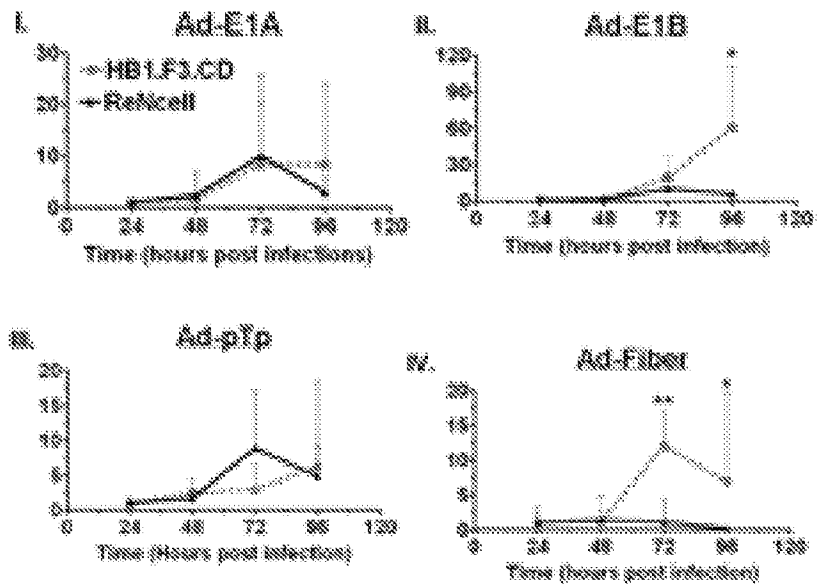 I.
Ad-E1A
30
20
10
0
HB1.F3.CD
ReNcell
0 24 48 72 96 120
Time (hours post infections)
II.
Ad-E1B
120
90
60
30
0
*
0 24 48 72 96 120
Time (hours post infection)
III.
Ad-pTp
20
15
10
5
0
0 24 48 72 96 120
Time (Hours post infection)
IV.
Ad-Fiber
20
15
10
5
0
**
*
0 24 48 72 96 120
Time (hours post infection)